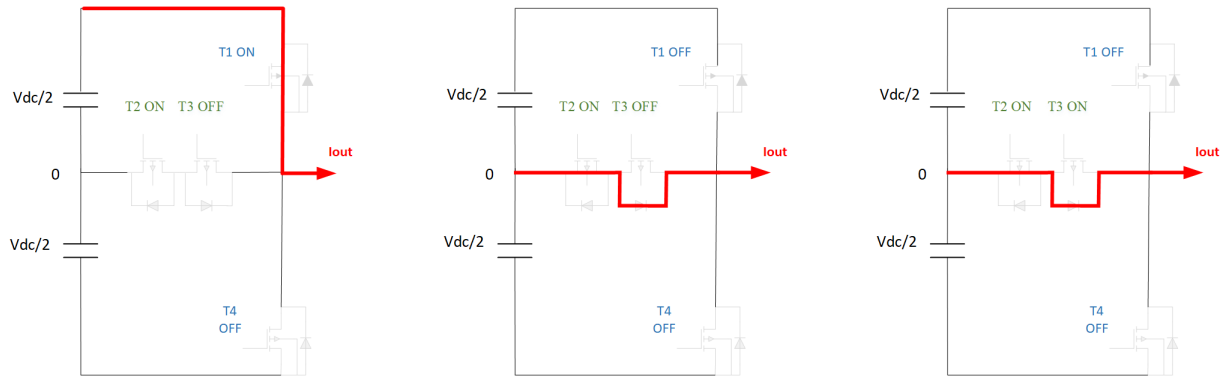 T1 ON
Vdc/2
T2 ON T3 OFF
Iout
0
Vdc/2
T4
OFF
T1 OFF
Vdc/2
T2 ON T3 OFF
Iout
0
Vdc/2
T4
OFF
T1 OFF
Vdc/2
T2 ON T3 ON
Iout
0
Vdc/2
T4
OFF